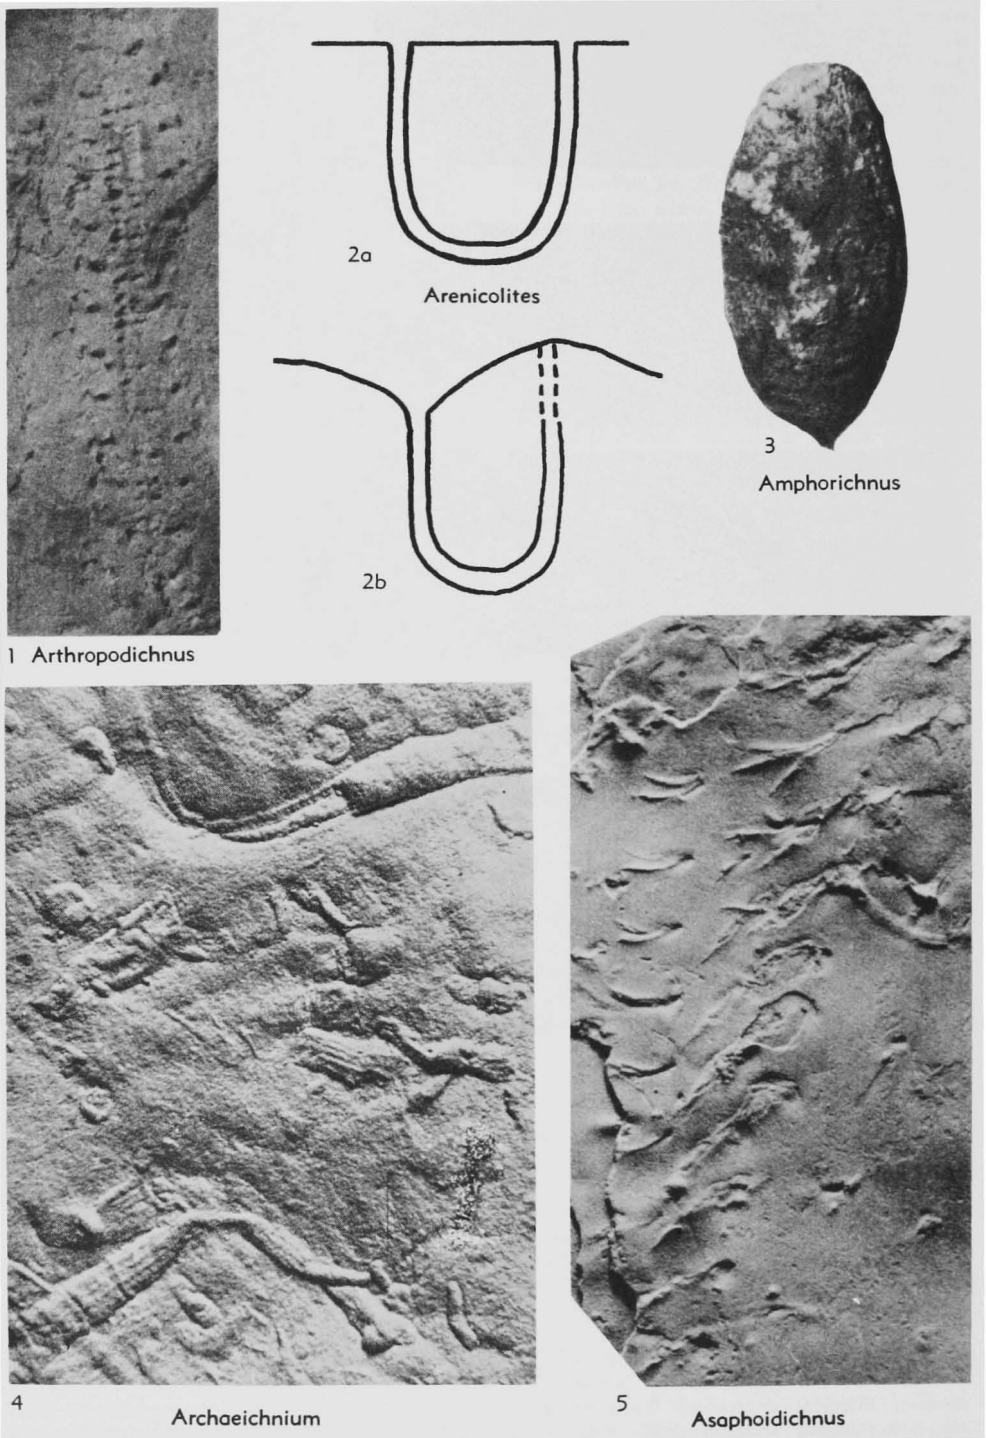 2a
Arenicolites
3
Amphorichnus
2b
1 Arthropodichnus
4
Archaeichnium
5
Asaphoidichnus